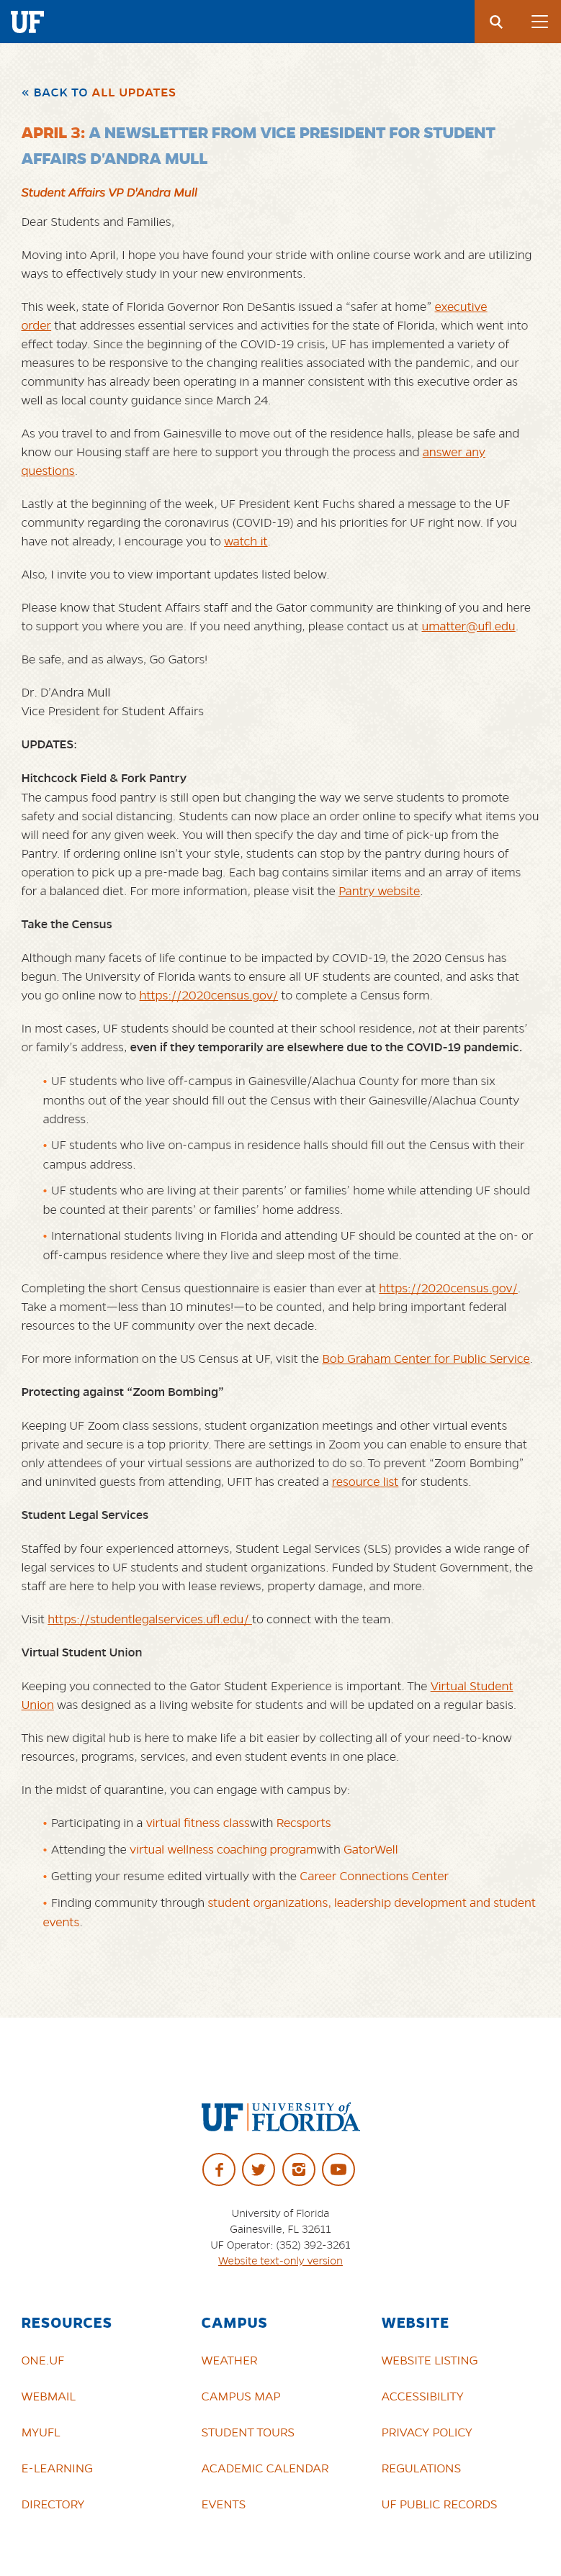 UF
« BACK TO ALL UPDATES
APRIL 3: A NEWSLETTER FROM VICE PRESIDENT FOR STUDENT
AFFAIRS D'ANDRA MULL
Student Affairs VP D'Andra Mull
Dear Students and Families,
Moving into April, I hope you have found your stride with online course work and are utilizing
ways to effectively study in your new environments.
This week, state of Florida Governor Ron DeSantis issued a “safer at home” executive
order that addresses essential services and activities for the state of Florida, which went into
effect today. Since the beginning of the COVID-19 crisis, UF has implemented a variety of
measures to be responsive to the changing realities associated with the pandemic, and our
community has already been operating in a manner consistent with this executive order as
well as local county guidance since March 24.
As you travel to and from Gainesville to move out of the residence halls, please be safe and
know our Housing staff are here to support you through the process and answer any
questions.
Lastly at the beginning of the week, UF President Kent Fuchs shared a message to the UF
community regarding the coronavirus (COVID-19) and his priorities for UF right now. If you
have not already, I encourage you to watch it.
Also, I invite you to view important updates listed below.
Please know that Student Affairs staff and the Gator community are thinking of you and here
to support you where you are. If you need anything, please contact us at umatter@ufl.edu.
Be safe, and as always, Go Gators!
Dr. D'Andra Mull
Vice President for Student Affairs
UPDATES:
Hitchcock Field & Fork Pantry
The campus food pantry is still open but changing the way we serve students to promote
safety and social distancing. Students can now place an order online to specify what items you
will need for any given week. You will then specify the day and time of pick-up from the
Pantry. If ordering online isn't your style, students can stop by the pantry during hours of
operation to pick up a pre-made bag. Each bag contains similar items and an array of items
for a balanced diet. For more information, please visit the Pantry website.
Take the Census
Although many facets of life continue to be impacted by COVID-19, the 2020 Census has
begun. The University of Florida wants to ensure all UF students are counted, and asks that
you go online now to https://2020census.gov/ to complete a Census form.
In most cases, UF students should be counted at their school residence, not at their parents'
or family's address, even if they temporarily are elsewhere due to the COVID-19 pandemic.
• UF students who live off-campus in Gainesville/Alachua County for more than six
months out of the year should fill out the Census with their Gainesville/Alachua County
address.
• UF students who live on-campus in residence halls should fill out the Census with their
campus address.
• UF students who are living at their parents' or families' home while attending UF should
be counted at their parents' or families' home address.
• International students living in Florida and attending UF should be counted at the on- or
off-campus residence where they live and sleep most of the time.
Completing the short Census questionnaire is easier than ever at https://2020census.gov/.
Take a moment—less than 10 minutes!—to be counted, and help bring important federal
resources to the UF community over the next decade.
For more information on the US Census at UF, visit the Bob Graham Center for Public Service.
Protecting against “Zoom Bombing”
Keeping UF Zoom class sessions, student organization meetings and other virtual events
private and secure is a top priority. There are settings in Zoom you can enable to ensure that
only attendees of your virtual sessions are authorized to do so. To prevent “Zoom Bombing”
and uninvited guests from attending, UFIT has created a resource list for students.
Student Legal Services
Staffed by four experienced attorneys, Student Legal Services (SLS) provides a wide range of
legal services to UF students and student organizations. Funded by Student Government, the
staff are here to help you with lease reviews, property damage, and more.
Visit https://studentlegalservices.ufl.edu/ to connect with the team.
Virtual Student Union
Keeping you connected to the Gator Student Experience is important. The Virtual Student
Union was designed as a living website for students and will be updated on a regular basis.
This new digital hub is here to make life a bit easier by collecting all of your need-to-know
resources, programs, services, and even student events in one place.
In the midst of quarantine, you can engage with campus by:
• Participating in a virtual fitness classwith Recsports
• Attending the virtual wellness coaching programwith GatorWell
• Getting your resume edited virtually with the Career Connections Center
• Finding community through student organizations, leadership development and student
events.
UF UNIVERSITY of
FLORIDA
University of Florida
Gainesville, FL 32611
UF Operator: (352) 392-3261
Website text-only version
RESOURCES
ONE.UF
WEBMAIL
MYUFL
E-LEARNING
DIRECTORY
CAMPUS
WEATHER
CAMPUS MAP
STUDENT TOURS
ACADEMIC CALENDAR
EVENTS
WEBSITE
WEBSITE LISTING
ACCESSIBILITY
PRIVACY POLICY
REGULATIONS
UF PUBLIC RECORDS